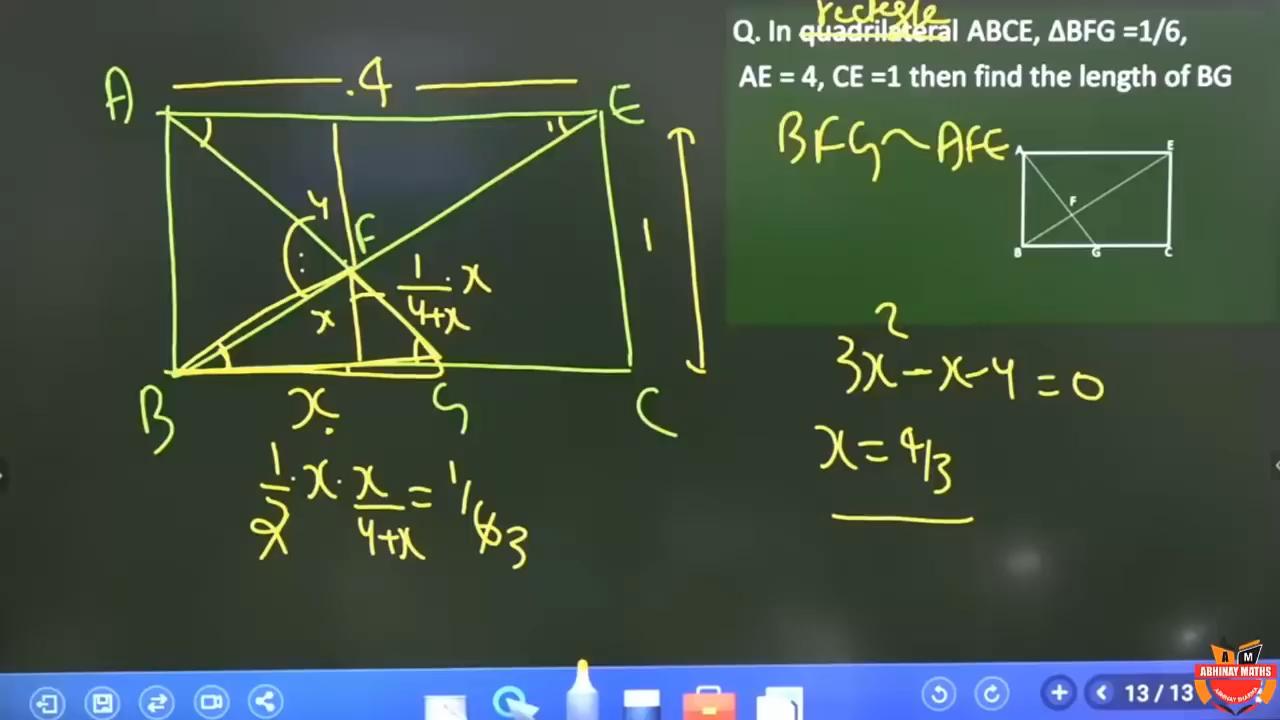 rectangle
Q. In quadrilateral ABCE, ΔBFG =1/6,
AE = 4, CE =1 then find the length of BG
BFG~AFE
A
E
F
B
G
C
A
.4
E
4
F
1/(4+x) . x
x
1
B
x
G
C
1/2 . x . x/(4+x) = 1/6 3
3x²-x-4=0
x=4/3
13 / 13
A M
ABHINAY MATHS
ABHINAY SHARMA